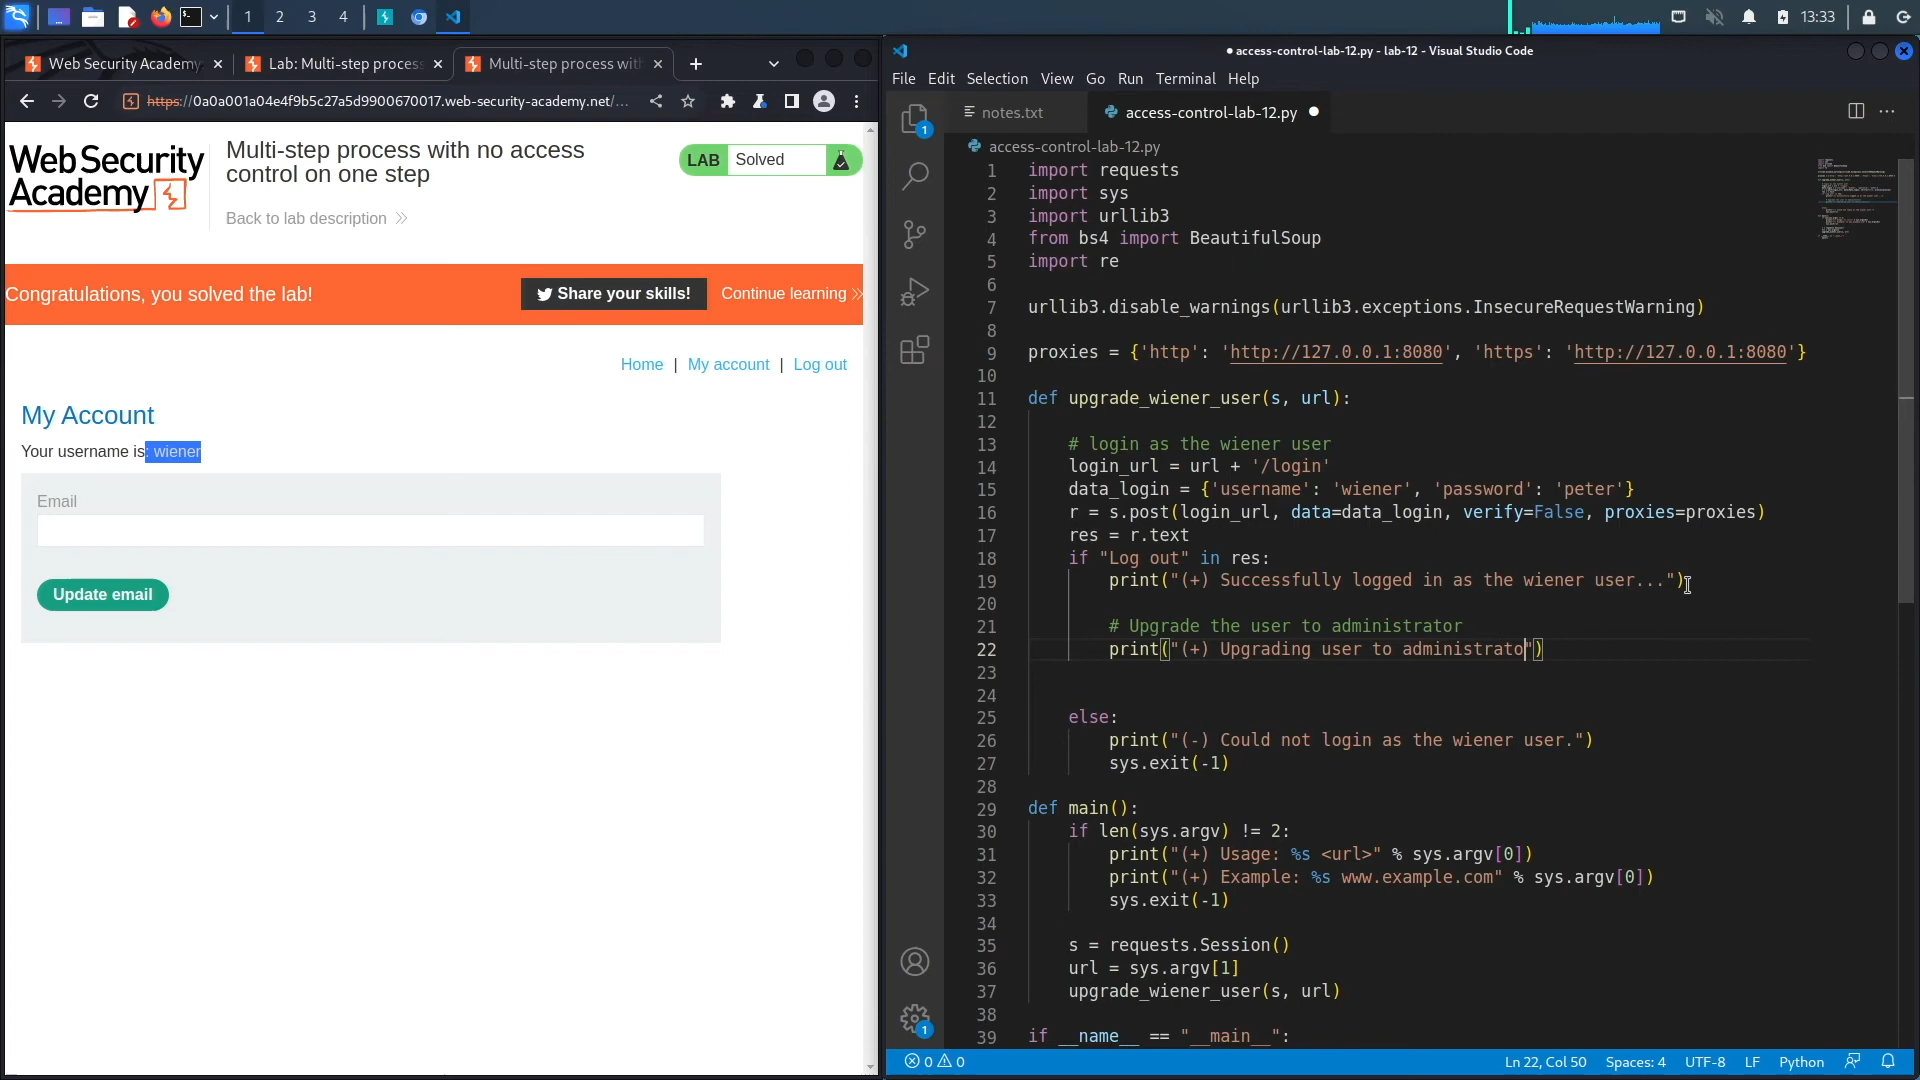 1 2 3 4 13:33
Web Security Academy
Lab: Multi-step process
Multi-step process with
https://0a0a001a04e4f9b5c27a5d9900670017.web-security-academy.net/...
Web Security Academy
Multi-step process with no access
control on one step
Back to lab description
LAB Solved
Congratulations, you solved the lab!
Share your skills!
Continue learning
Home | My account | Log out
My Account
Your username is: wiener
Email
Update email
access-control-lab-12.py - lab-12 - Visual Studio Code
File Edit Selection View Go Run Terminal Help
notes.txt
access-control-lab-12.py
access-control-lab-12.py
1 import requests
2 import sys
3 import urllib3
4 from bs4 import BeautifulSoup
5 import re
6
7 urllib3.disable_warnings(urllib3.exceptions.InsecureRequestWarning)
8
9 proxies = {'http': 'http://127.0.0.1:8080', 'https': 'http://127.0.0.1:8080'}
10
11 def upgrade_wiener_user(s, url):
12
13 # login as the wiener user
14 login_url = url + '/login'
15 data_login = {'username': 'wiener', 'password': 'peter'}
16 r = s.post(login_url, data=data_login, verify=False, proxies=proxies)
17 res = r.text
18 if "Log out" in res:
19 print("(+) Successfully logged in as the wiener user...")
20
21 # Upgrade the user to administrator
22 print("(+) Upgrading user to administrato")
23
24
25 else:
26 print("(-) Could not login as the wiener user.")
27 sys.exit(-1)
28
29 def main():
30 if len(sys.argv) != 2:
31 print("(+) Usage: %s <url>" % sys.argv[0])
32 print("(+) Example: %s www.example.com" % sys.argv[0])
33 sys.exit(-1)
34
35 s = requests.Session()
36 url = sys.argv[1]
37 upgrade_wiener_user(s, url)
38
39 if __name__ == "__main__":
1
1
0 0 Ln 22, Col 50 Spaces: 4 UTF-8 LF Python